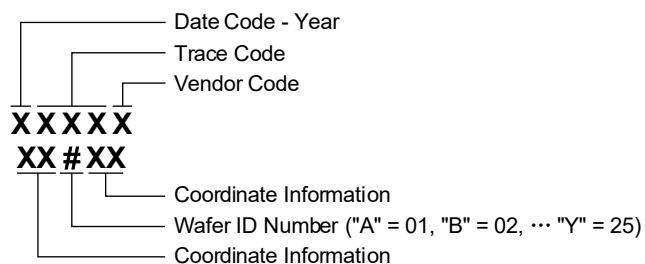 Date Code - Year
Trace Code
Vendor Code
XXXXX
XX # XX
Coordinate Information
Wafer ID Number ("A" = 01, "B" = 02, ··· "Y" = 25)
Coordinate Information